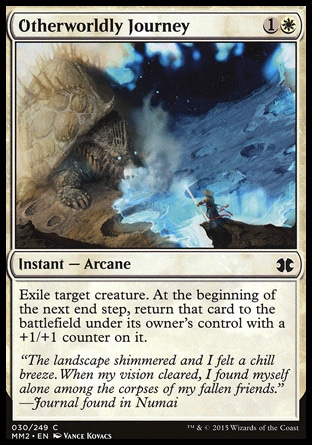 Otherworldly Journey 1
Instant — Arcane
Exile target creature. At the beginning of
the next end step, return that card to the
battlefield under its owner's control with a
+1/+1 counter on it.
“The landscape shimmered and I felt a chill
breeze. When my vision cleared, I found myself
alone among the corpses of my fallen friends.”
—Journal found in Numai
030/249 C
MM2 • EN Vance Kovacs
™ & © 2015 Wizards of the Coast